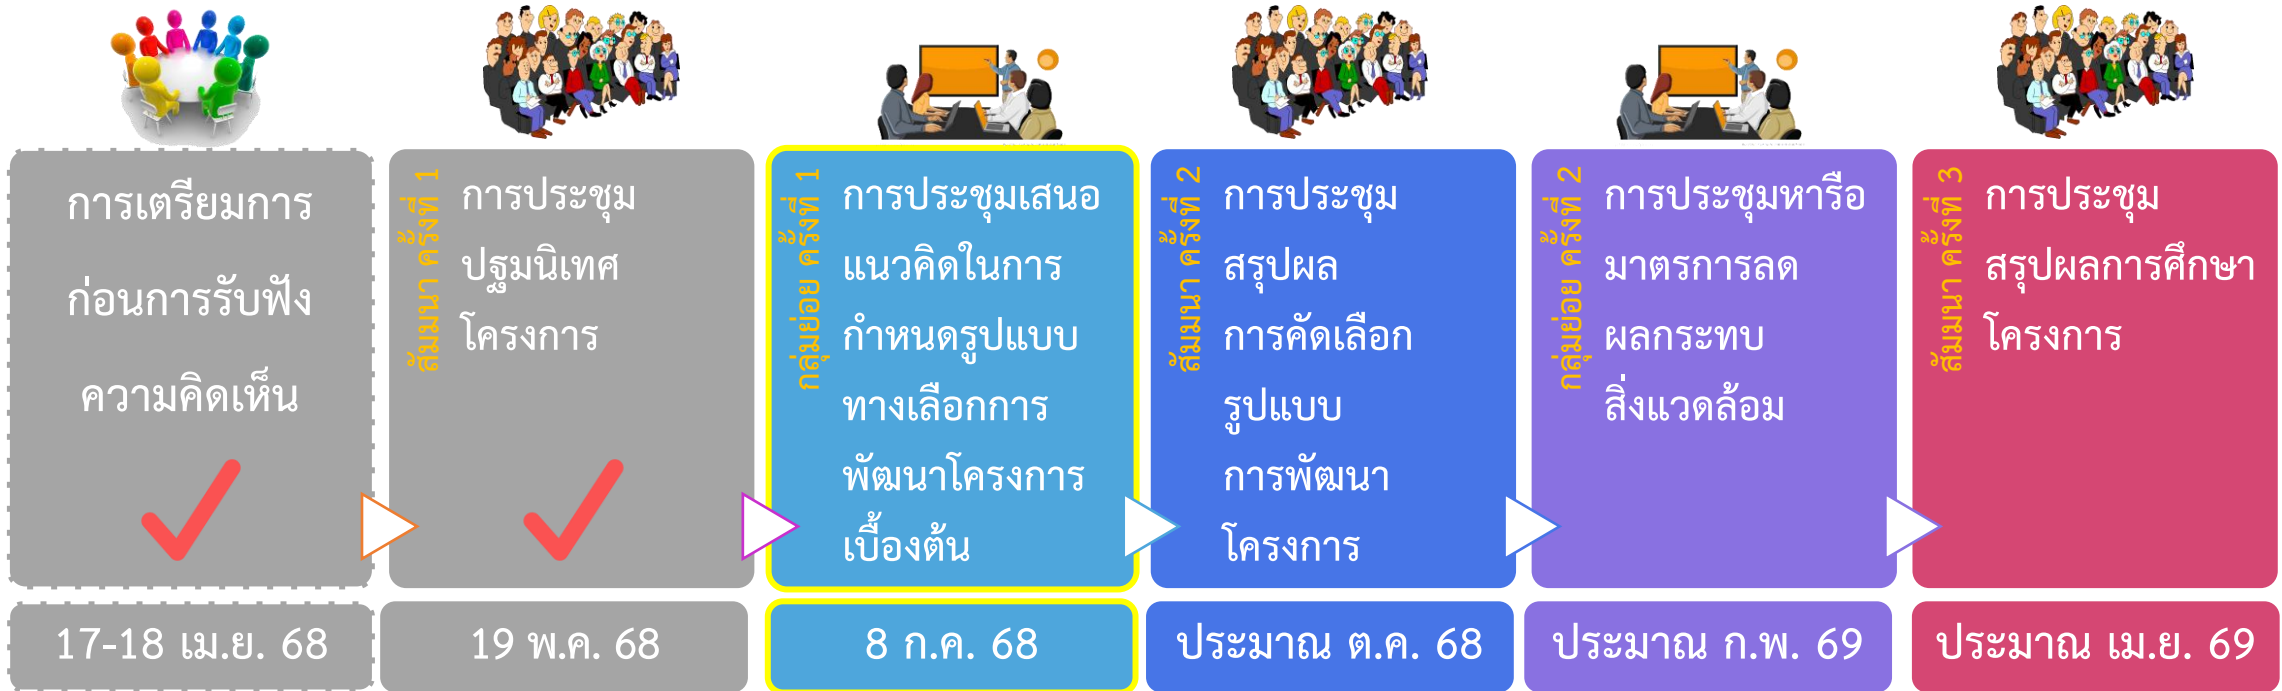 การเตรียมการ
ก่อนการรับฟัง
ความคิดเห็น
17-18 เม.ย. 68
สัมมนา ครั้งที่ 1
การประชุม
ปฐมนิเทศ
โครงการ
19 พ.ค. 68
กลุ่มย่อย ครั้งที่ 1
การประชุมเสนอ
แนวคิดในการ
กำหนดรูปแบบ
ทางเลือกการ
พัฒนาโครงการ
เบื้องต้น
8 ก.ค. 68
สัมมนา ครั้งที่ 2
การประชุม
สรุปผล
การคัดเลือก
รูปแบบ
การพัฒนา
โครงการ
ประมาณ ต.ค. 68
กลุ่มย่อย ครั้งที่ 2
การประชุมหารือ
มาตรการลด
ผลกระทบ
สิ่งแวดล้อม
ประมาณ ก.พ. 69
สัมมนา ครั้งที่ 3
การประชุม
สรุปผลการศึกษา
โครงการ
ประมาณ เม.ย. 69